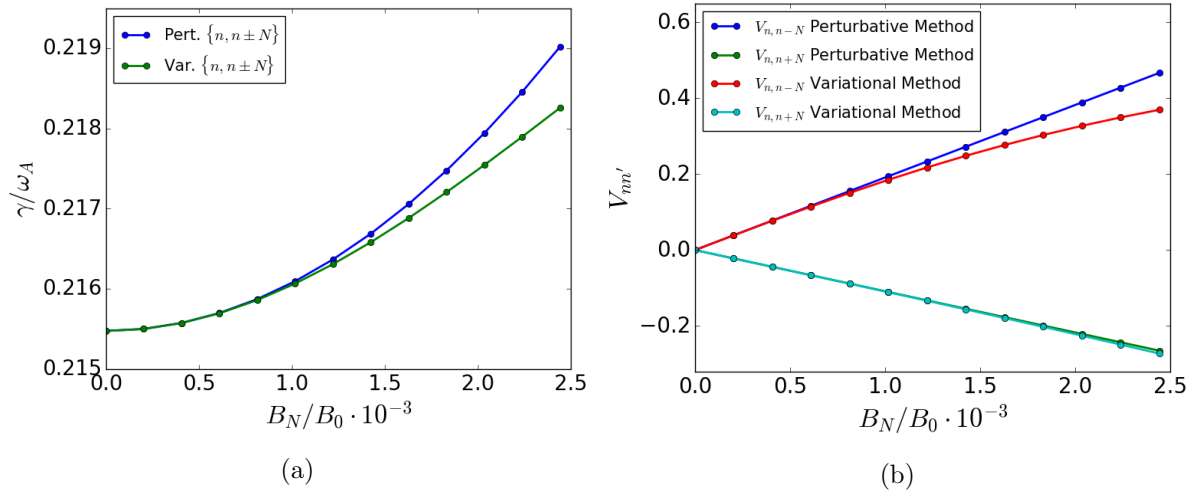 0.219
0.218
0.217
0.216
0.215
γ/ω_A
Pert. {n, n ± N}
Var. {n, n ± N}
0.0 0.5 1.0 1.5 2.0 2.5
B_N/B_0 · 10^{-3}
(a)
0.6
0.4
0.2
0.0
−0.2
V_{nn'}
V_{n,n−N} Perturbative Method
V_{n,n+N} Perturbative Method
V_{n,n−N} Variational Method
V_{n,n+N} Variational Method
0.0 0.5 1.0 1.5 2.0 2.5
B_N/B_0 · 10^{-3}
(b)